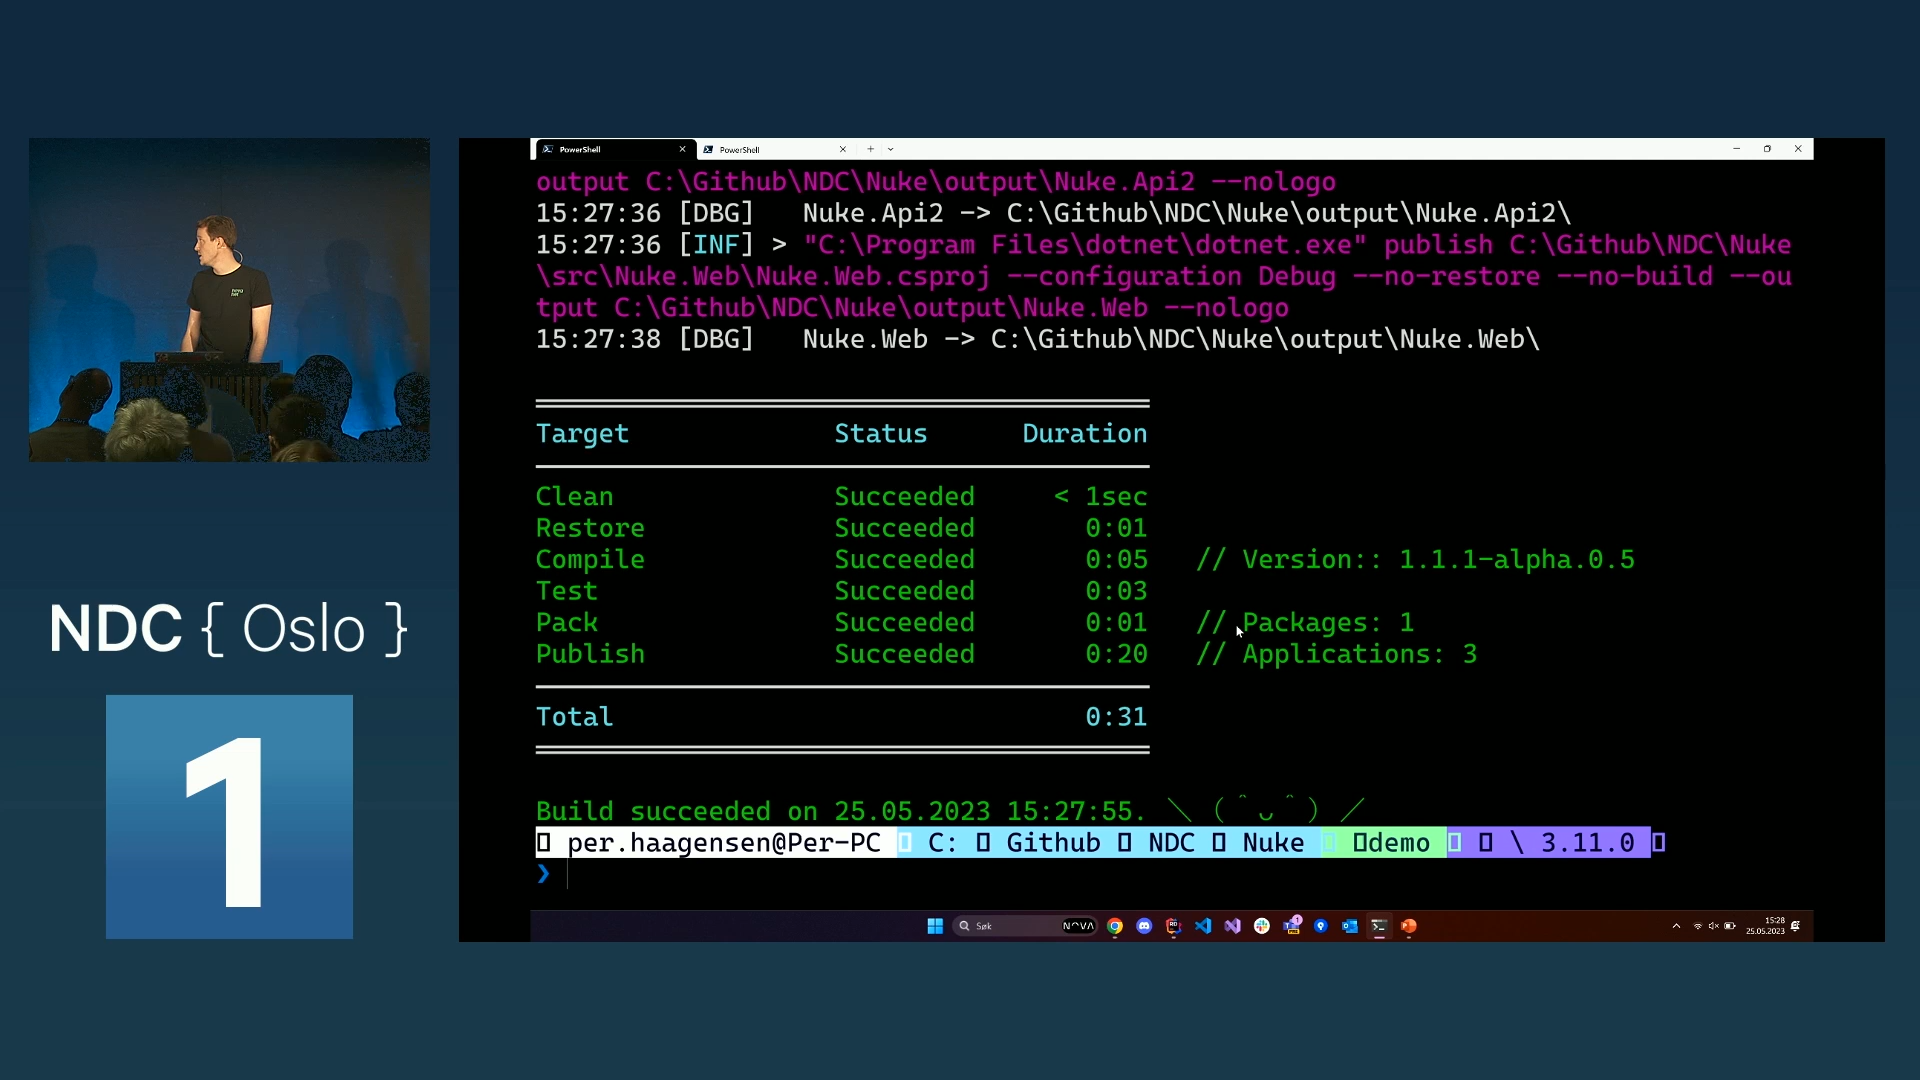 PowerShell
PowerShell
output C:\Github\NDC\Nuke\output\Nuke.Api2 --nologo
15:27:36 [DBG]   Nuke.Api2 -> C:\Github\NDC\Nuke\output\Nuke.Api2\
15:27:36 [INF] > "C:\Program Files\dotnet\dotnet.exe" publish C:\Github\NDC\Nuke
\src\Nuke.Web\Nuke.Web.csproj --configuration Debug --no-restore --no-build --ou
tput C:\Github\NDC\Nuke\output\Nuke.Web --nologo
15:27:38 [DBG]   Nuke.Web -> C:\Github\NDC\Nuke\output\Nuke.Web\
Target Status Duration
Clean Succeeded < 1sec
Restore Succeeded 0:01
Compile Succeeded 0:05 // Version:: 1.1.1-alpha.0.5
Test Succeeded 0:03
Pack Succeeded 0:01 // Packages: 1
Publish Succeeded 0:20 // Applications: 3
Total 0:31
Build succeeded on 25.05.2023 15:27:55. ＼（＾ᴗ＾）／
per.haagensen@Per-PC C: Github NDC Nuke demo \ 3.11.0
❯
Søk NOVA
15:28
25.05.2023
NDC { Oslo }
1